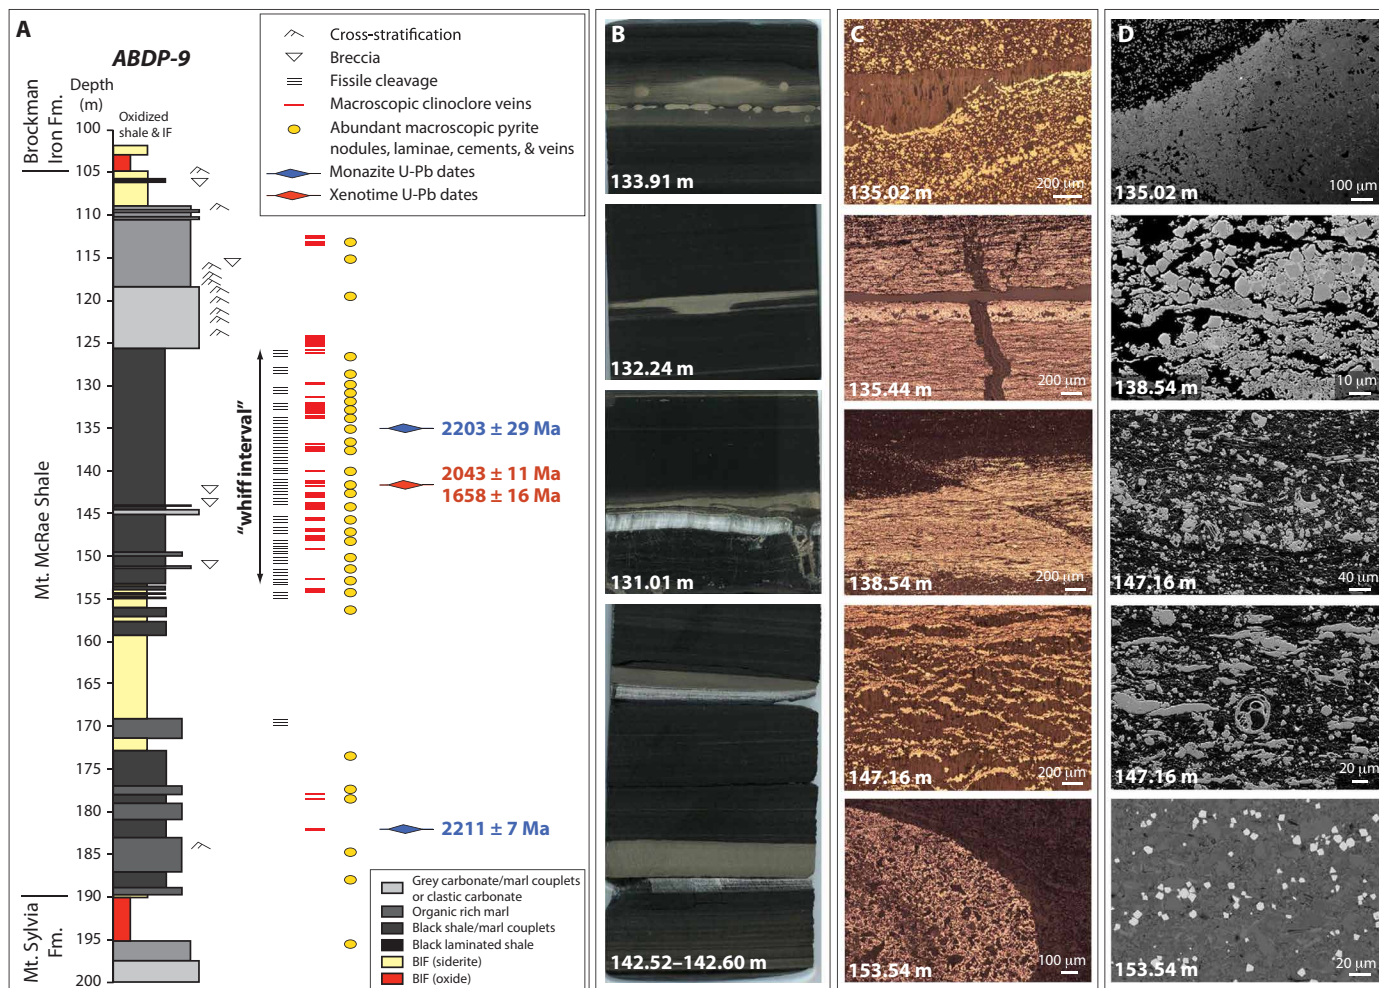 A
ABDP-9
Depth
(m)
Oxidized
shale & IF
Brockman
Iron Fm.
Mt. McRae Shale
Mt. Sylvia
Fm.
100
105
110
115
120
125
130
135
140
145
150
155
160
165
170
175
180
185
190
195
200
Cross-stratification
Breccia
Fissile cleavage
Macroscopic clinoclore veins
Abundant macroscopic pyrite
nodules, laminae, cements, & veins
Monazite U-Pb dates
Xenotime U-Pb dates
"whiff interval"
2203 ± 29 Ma
2043 ± 11 Ma
1658 ± 16 Ma
2211 ± 7 Ma
Grey carbonate/marl couplets
or clastic carbonate
Organic rich marl
Black shale/marl couplets
Black laminated shale
BIF (siderite)
BIF (oxide)
B
133.91 m
132.24 m
131.01 m
142.52–142.60 m
C
135.02 m
200 µm
135.44 m
200 µm
138.54 m
200 µm
147.16 m
200 µm
153.54 m
100 µm
D
135.02 m
100 µm
138.54 m
10 µm
147.16 m
40 µm
147.16 m
20 µm
153.54 m
20 µm